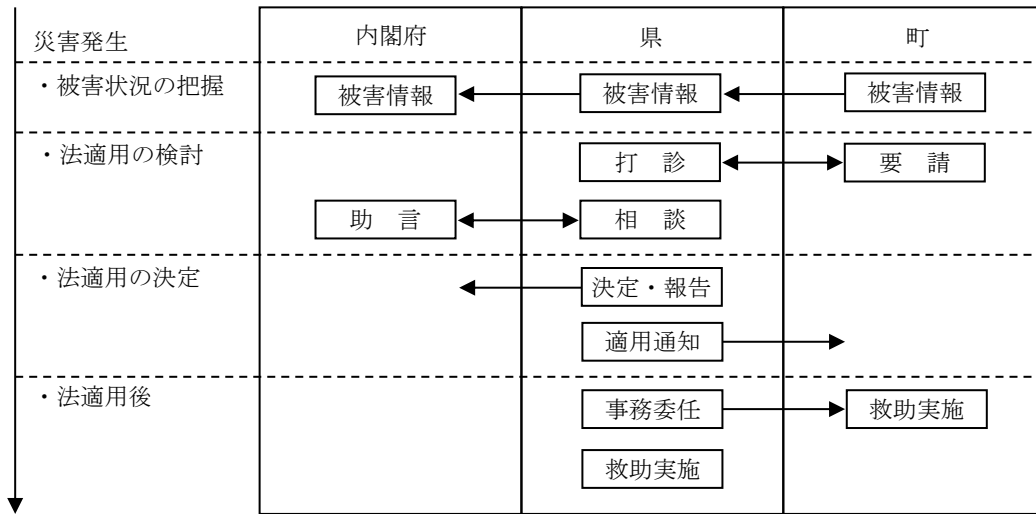 災害発生 内閣府 県 町
・被害状況の把握 被害情報 被害情報 被害情報
・法適用の検討 打 診 要 請
助 言 相 談
・法適用の決定 決定・報告
適用通知
・法適用後 事務委任 救助実施
救助実施